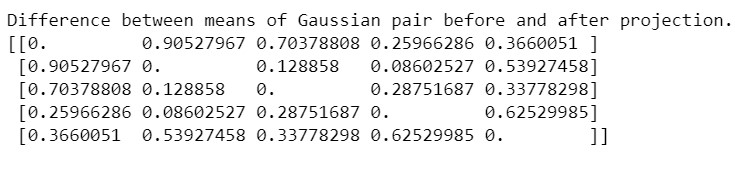 Difference between means of Gaussian pair before and after projection.
[[0.         0.90527967 0.70378808 0.25966286 0.3660051 ]
 [0.90527967 0.         0.128858   0.08602527 0.53927458]
 [0.70378808 0.128858   0.         0.28751687 0.33778298]
 [0.25966286 0.08602527 0.28751687 0.         0.62529985]
 [0.3660051  0.53927458 0.33778298 0.62529985 0.        ]]